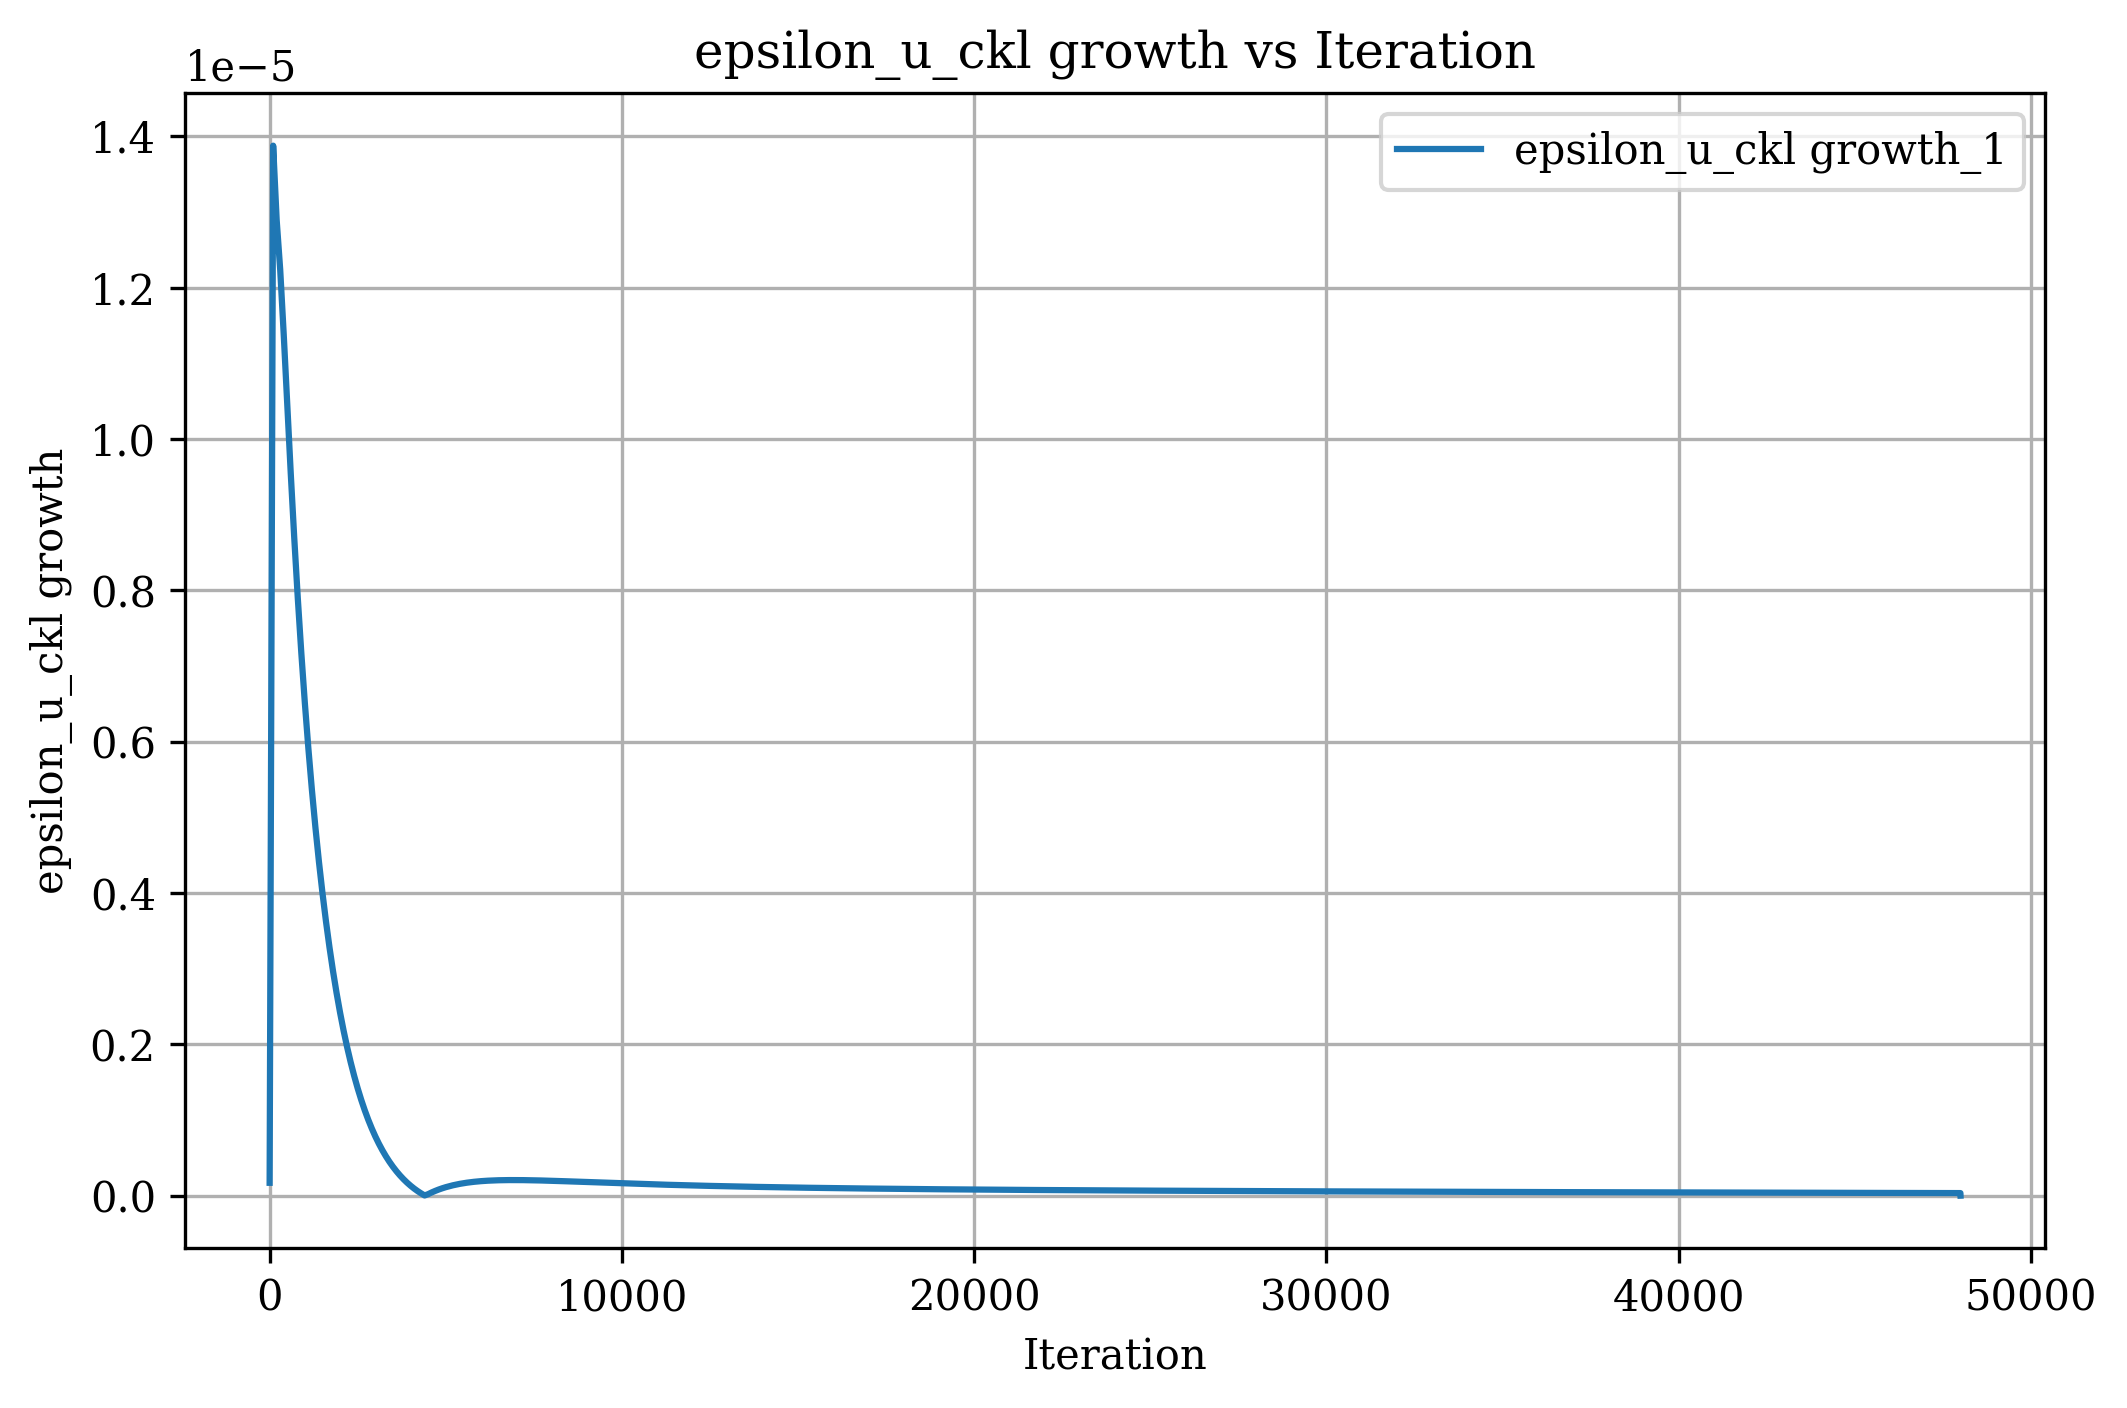 epsilon_u_ckl growth vs Iteration
1e−5
epsilon_u_ckl growth_1
1.4
1.2
1.0
0.8
0.6
0.4
0.2
0.0
epsilon_u_ckl growth
0 10000 20000 30000 40000 50000
Iteration